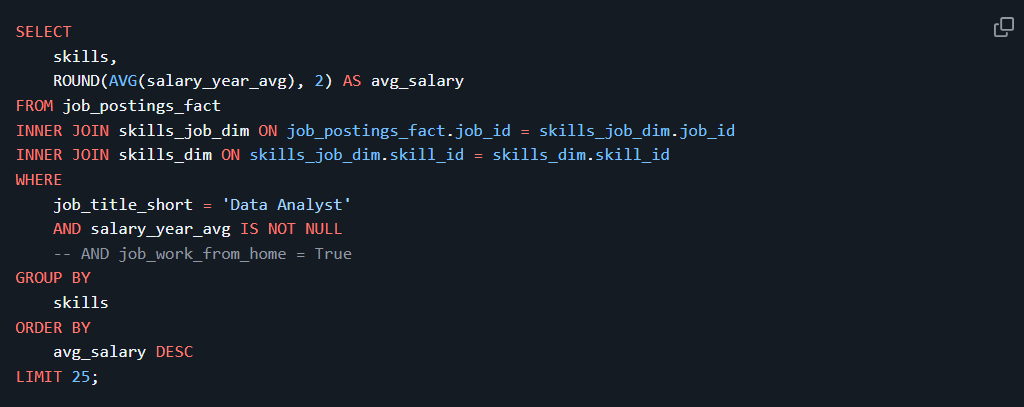 SELECT
    skills,
    ROUND(AVG(salary_year_avg), 2) AS avg_salary
FROM job_postings_fact
INNER JOIN skills_job_dim ON job_postings_fact.job_id = skills_job_dim.job_id
INNER JOIN skills_dim ON skills_job_dim.skill_id = skills_dim.skill_id
WHERE
    job_title_short = 'Data Analyst'
    AND salary_year_avg IS NOT NULL
    -- AND job_work_from_home = True
GROUP BY
    skills
ORDER BY
    avg_salary DESC
LIMIT 25;